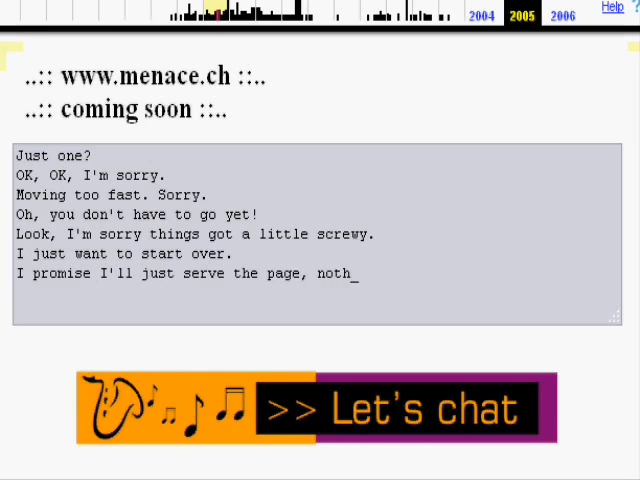 2004 2005 2006 Help ?
..:: www.menace.ch ::..
..:: coming soon ::..
Just one?
OK, OK, I'm sorry.
Moving too fast. Sorry.
Oh, you don't have to go yet!
Look, I'm sorry things got a little screwy.
I just want to start over.
I promise I'll just serve the page, noth_
>> Let's chat